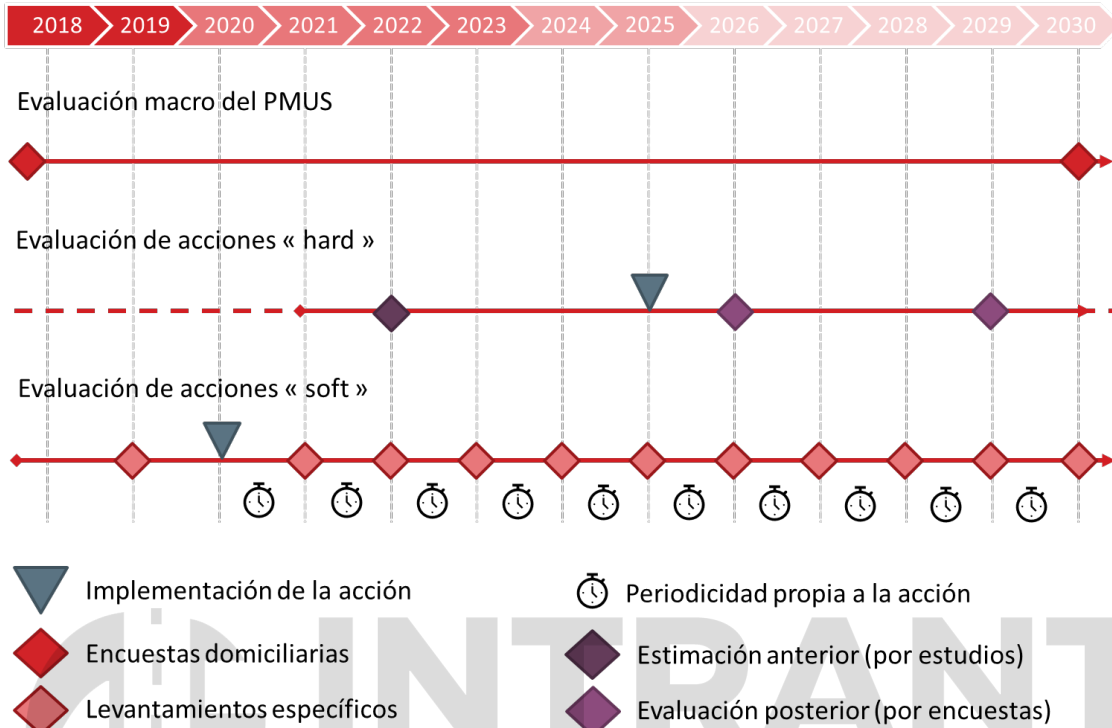 2018 2019 2020 2021 2022 2023 2024 2025 2026 2027 2028 2029 2030
Evaluación macro del PMUS
Evaluación de acciones « hard »
Evaluación de acciones « soft »
Implementación de la acción
Periodicidad propia a la acción
Encuestas domiciliarias
Estimación anterior (por estudios)
Levantamientos específicos
Evaluación posterior (por encuestas)
INTRANT